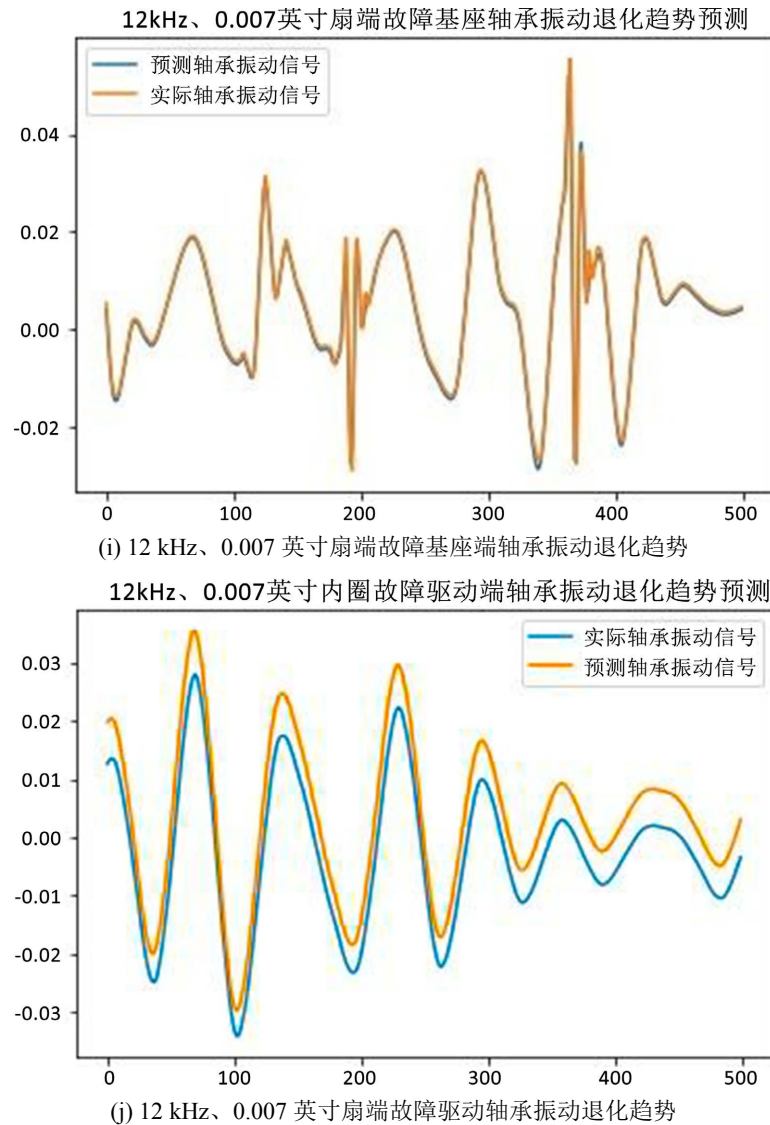 12kHz、0.007英寸扇端故障基座轴承振动退化趋势预测
预测轴承振动信号
实际轴承振动信号
0.04
0.02
0.00
-0.02
0 100 200 300 400 500
(i) 12 kHz、0.007 英寸扇端故障基座端轴承振动退化趋势
12kHz、0.007英寸内圈故障驱动端轴承振动退化趋势预测
实际轴承振动信号
预测轴承振动信号
0.03
0.02
0.01
0.00
-0.01
-0.02
-0.03
0 100 200 300 400 500
(j) 12 kHz、0.007 英寸扇端故障驱动轴承振动退化趋势